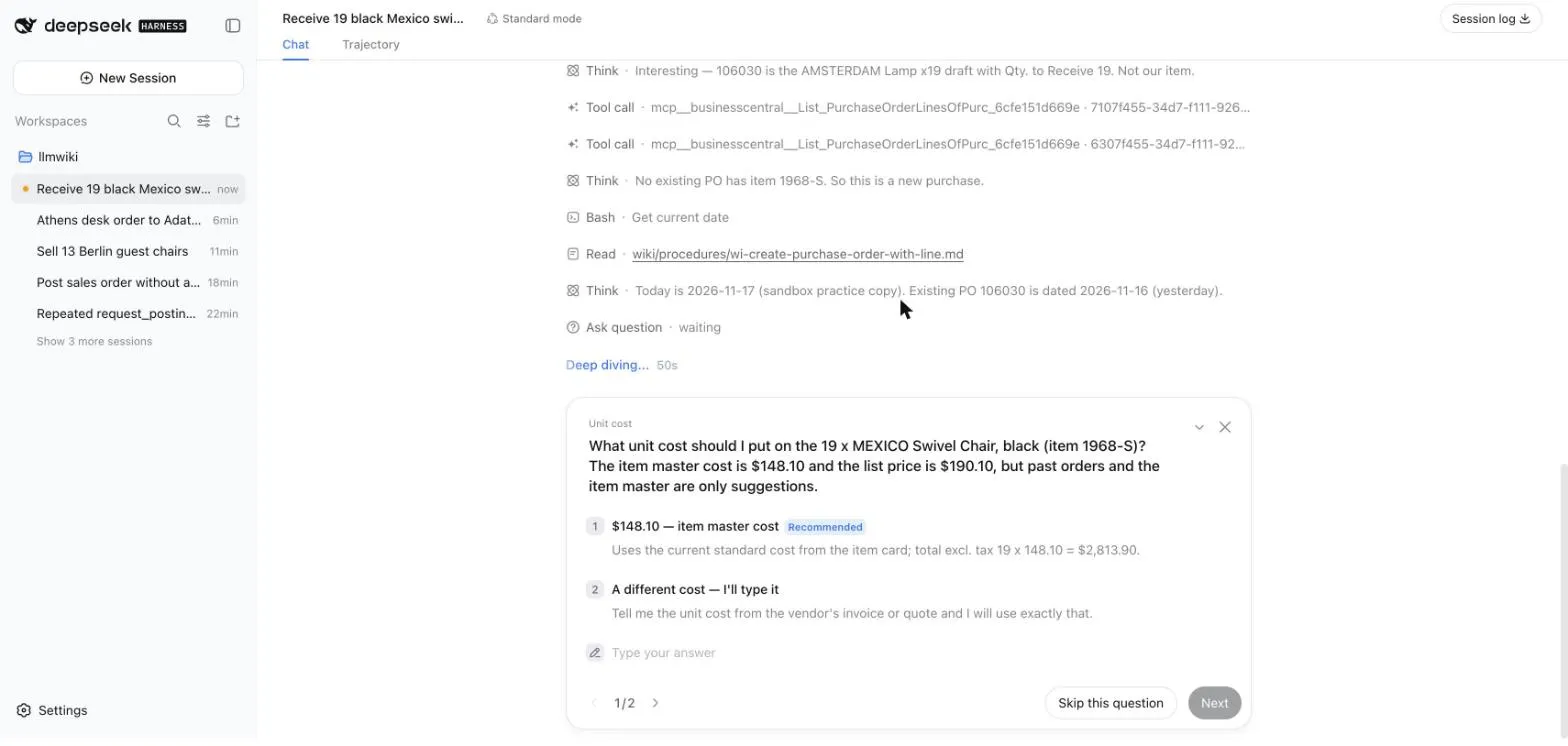 deepseek HARNESS
New Session
Workspaces
llmwiki
Receive 19 black Mexico sw... now
Athens desk order to Adat... 6min
Sell 13 Berlin guest chairs 11min
Post sales order without a... 18min
Repeated request_postin... 22min
Show 3 more sessions
Settings
Receive 19 black Mexico swi... Standard mode
Session log
Chat Trajectory
Think · Interesting — 106030 is the AMSTERDAM Lamp x19 draft with Qty. to Receive 19. Not our item.
Tool call · mcp__businesscentral__List_PurchaseOrderLinesOfPurc_6cfe151d669e · 7107f455-34d7-f111-926...
Tool call · mcp__businesscentral__List_PurchaseOrderLinesOfPurc_6cfe151d669e · 6307f455-34d7-f111-92...
Think · No existing PO has item 1968-S. So this is a new purchase.
Bash · Get current date
Read · wiki/procedures/wi-create-purchase-order-with-line.md
Think · Today is 2026-11-17 (sandbox practice copy). Existing PO 106030 is dated 2026-11-16 (yesterday).
Ask question · waiting
Deep diving... 50s
Unit cost
What unit cost should I put on the 19 x MEXICO Swivel Chair, black (item 1968-S)?
The item master cost is $148.10 and the list price is $190.10, but past orders and the
item master are only suggestions.
1 $148.10 — item master cost Recommended
Uses the current standard cost from the item card; total excl. tax 19 x 148.10 = $2,813.90.
2 A different cost — I'll type it
Tell me the unit cost from the vendor's invoice or quote and I will use exactly that.
Type your answer
1/2
Skip this question
Next